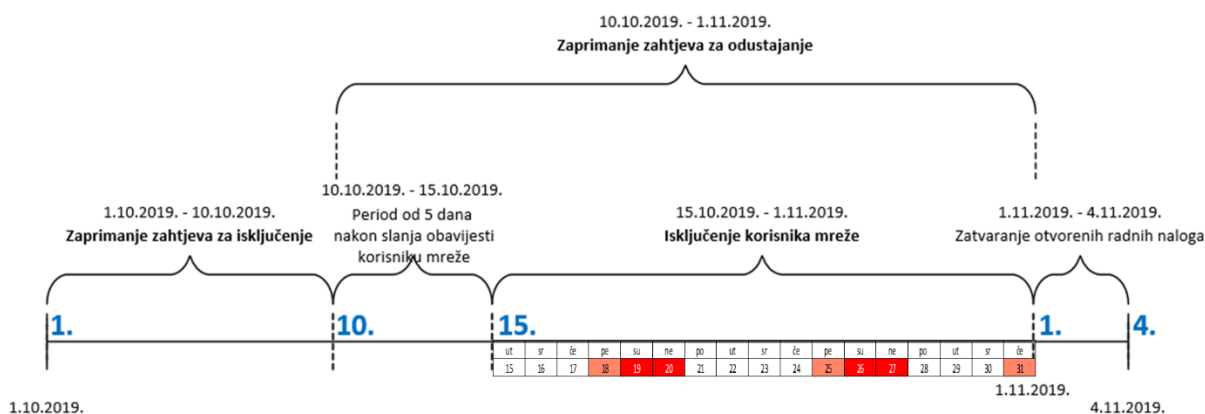 10.10.2019. - 1.11.2019.
Zaprimanje zahtjeva za odustajanje
10.10.2019. - 15.10.2019.
Period od 5 dana
nakon slanja obavijesti
korisniku mreže
1.10.2019. - 10.10.2019.
Zaprimanje zahtjeva za isključenje
15.10.2019. - 1.11.2019.
Isključenje korisnika mreže
1.11.2019. - 4.11.2019.
Zatvaranje otvorenih radnih naloga
1. 10. 15. 1. 4.
ut sr če pe su ne po ut sr če pe su ne po ut sr če
15 16 17 18 19 20 21 22 23 24 25 26 27 28 29 30 31
1.11.2019.
1.10.2019. 4.11.2019.